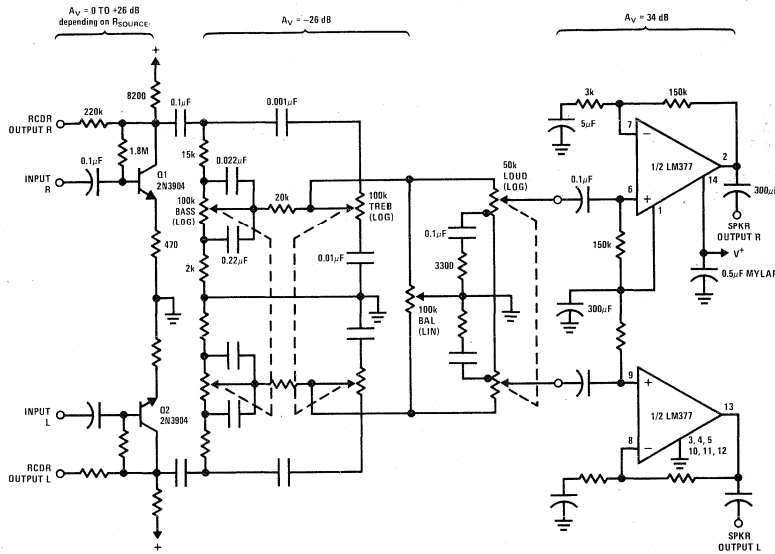 A_V = 0 TO +26 dB
depending on R_SOURCE.
A_V = −26 dB
A_V = 34 dB
+
8200
0.1μF
0.001μF
3k
150k
RCDR
OUTPUT R
220k
1.8M
15k
0.022μF
5μF
7
−
1/2 LM377
2
14
0.1μF
INPUT
R
Q1
2N3904
100k
BASS
(LOG)
20k
100k
TREB
(LOG)
50k
LOUD
(LOG)
0.1μF
6
+
1
300μF
SPKR
OUTPUT R
470
0.22μF
2k
0.01μF
0.1μF
3300
150k
V+
0.5μF MYLAR
100k
BAL
(LIN)
300μF
INPUT
L
Q2
2N3904
9
+
1/2 LM377
13
8
−
3, 4, 5
10, 11, 12
RCDR
OUTPUT L
+
SPKR
OUTPUT L